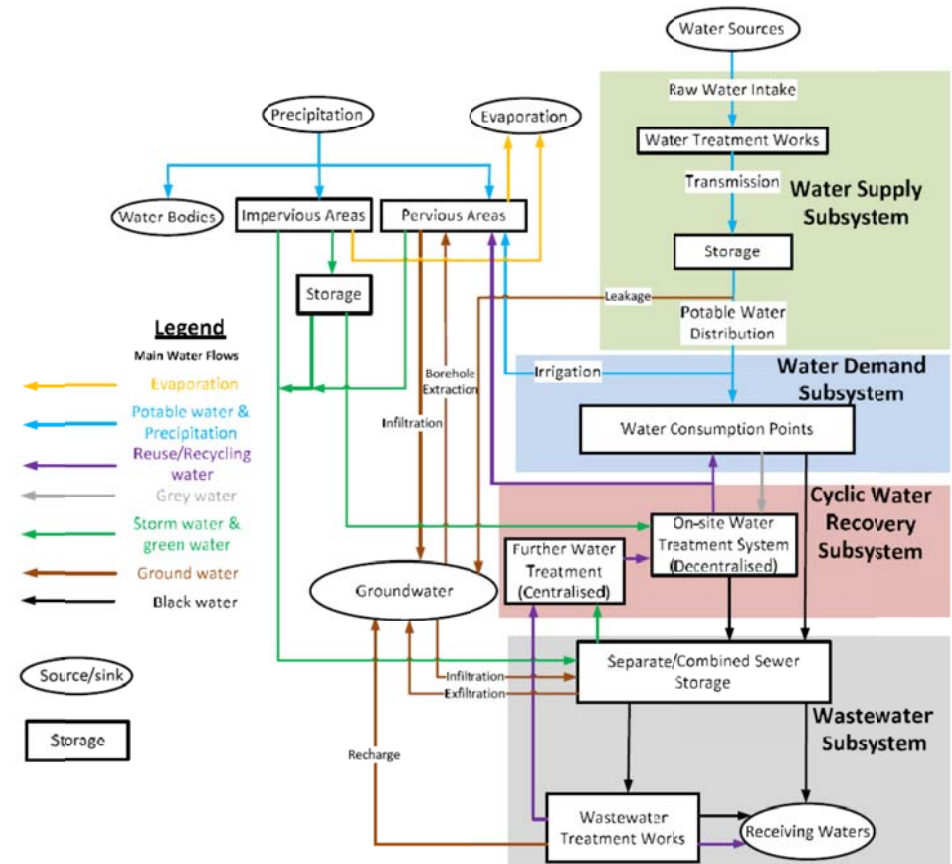 Water Sources
Raw Water Intake
Precipitation
Evaporation
Water Treatment Works
Transmission
Water Supply
Subsystem
Water Bodies
Impervious Areas
Pervious Areas
Storage
Storage
Leakage
Potable Water
Distribution
Legend
Main Water Flows
Evaporation
Potable water &
Precipitation
Reuse/Recycling
water
Grey water
Storm water &
green water
Ground water
Black water
Source/sink
Storage
Borehole
Extraction
Infiltration
Irrigation
Water Demand
Subsystem
Water Consumption Points
Cyclic Water
Recovery
Subsystem
On-site Water
Treatment System
(Decentralised)
Further Water
Treatment
(Centralised)
Groundwater
Separate/Combined Sewer
Storage
Infiltration
Exfiltration
Wastewater
Subsystem
Recharge
Wastewater
Treatment Works
Receiving Waters